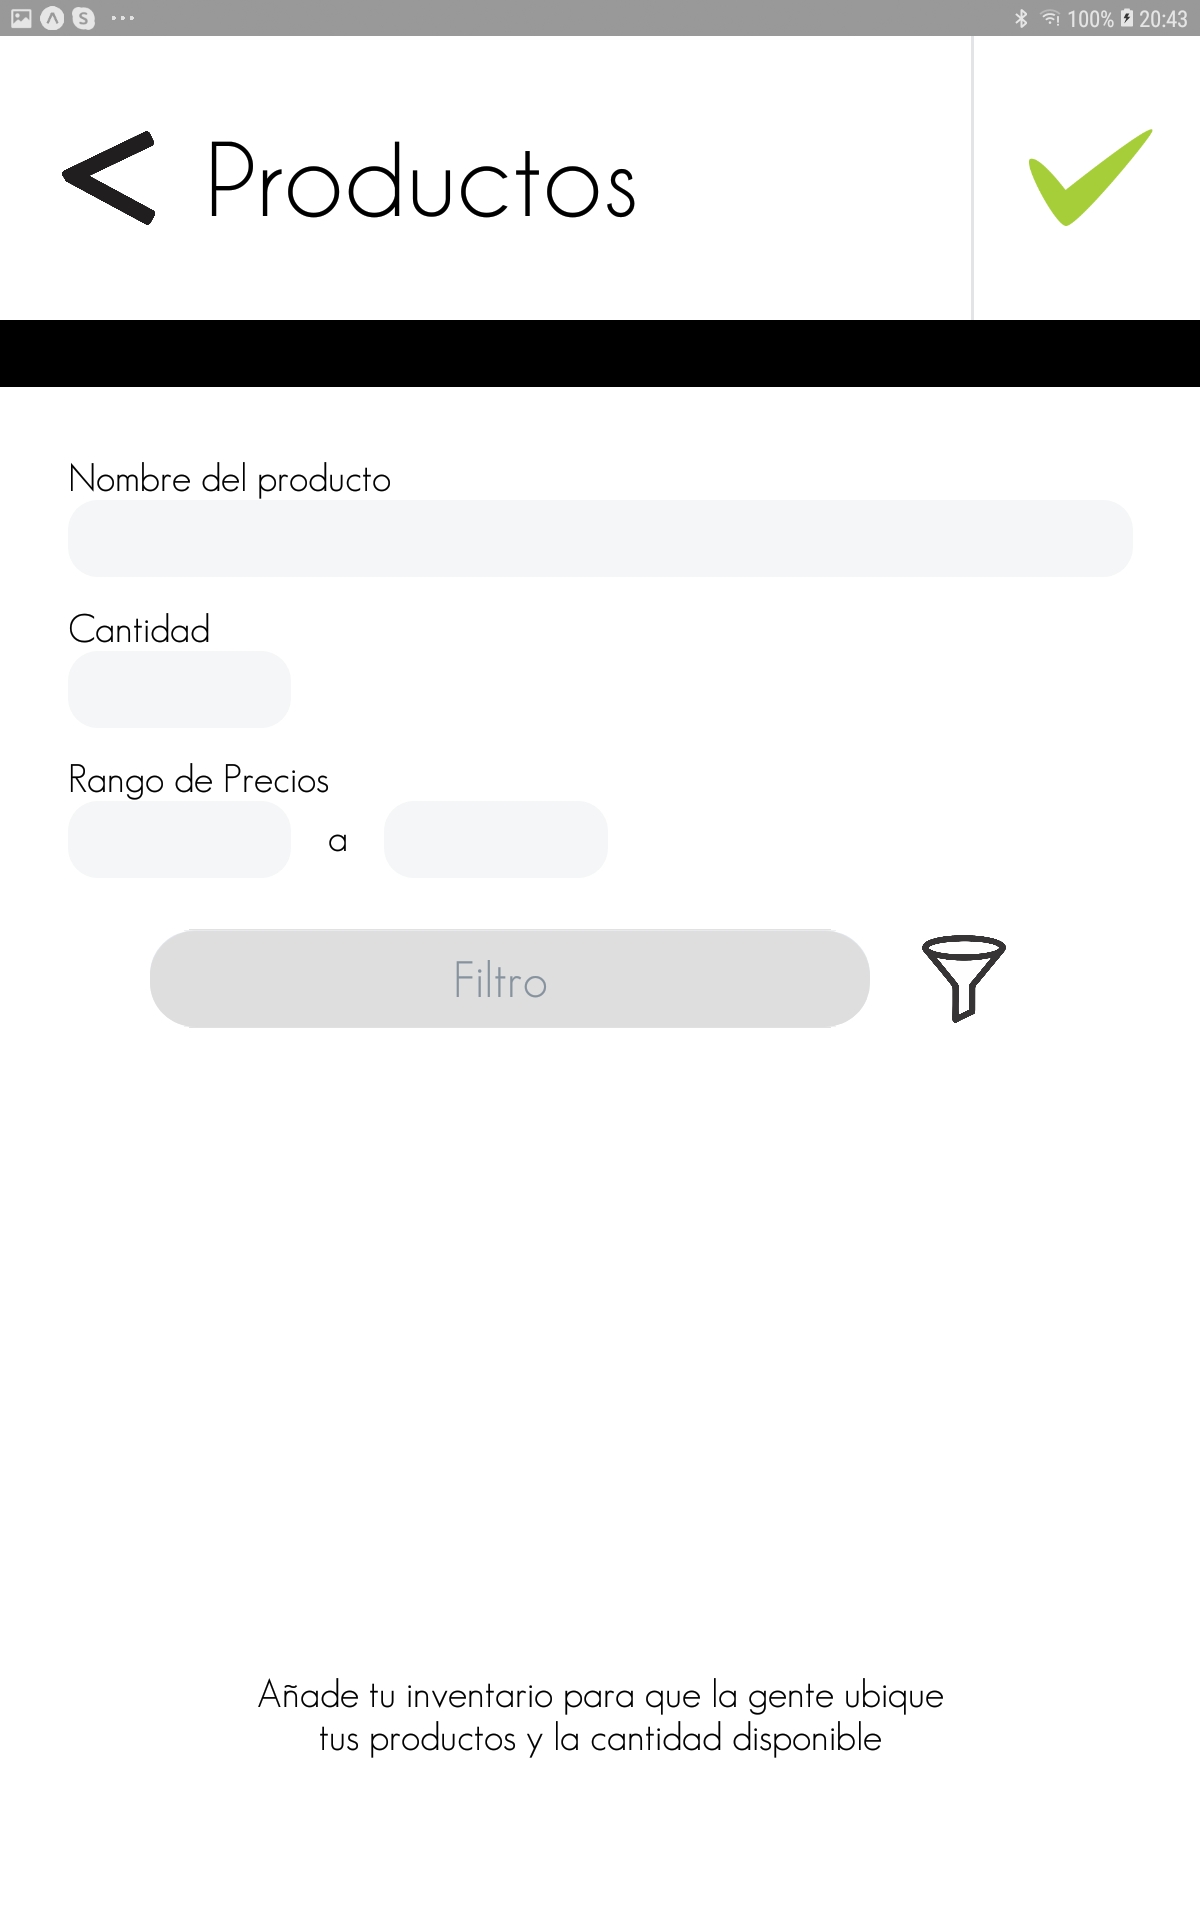 100% 20:43
Productos
Nombre del producto
Cantidad
Rango de Precios
a
Filtro
Añade tu inventario para que la gente ubique
tus productos y la cantidad disponible